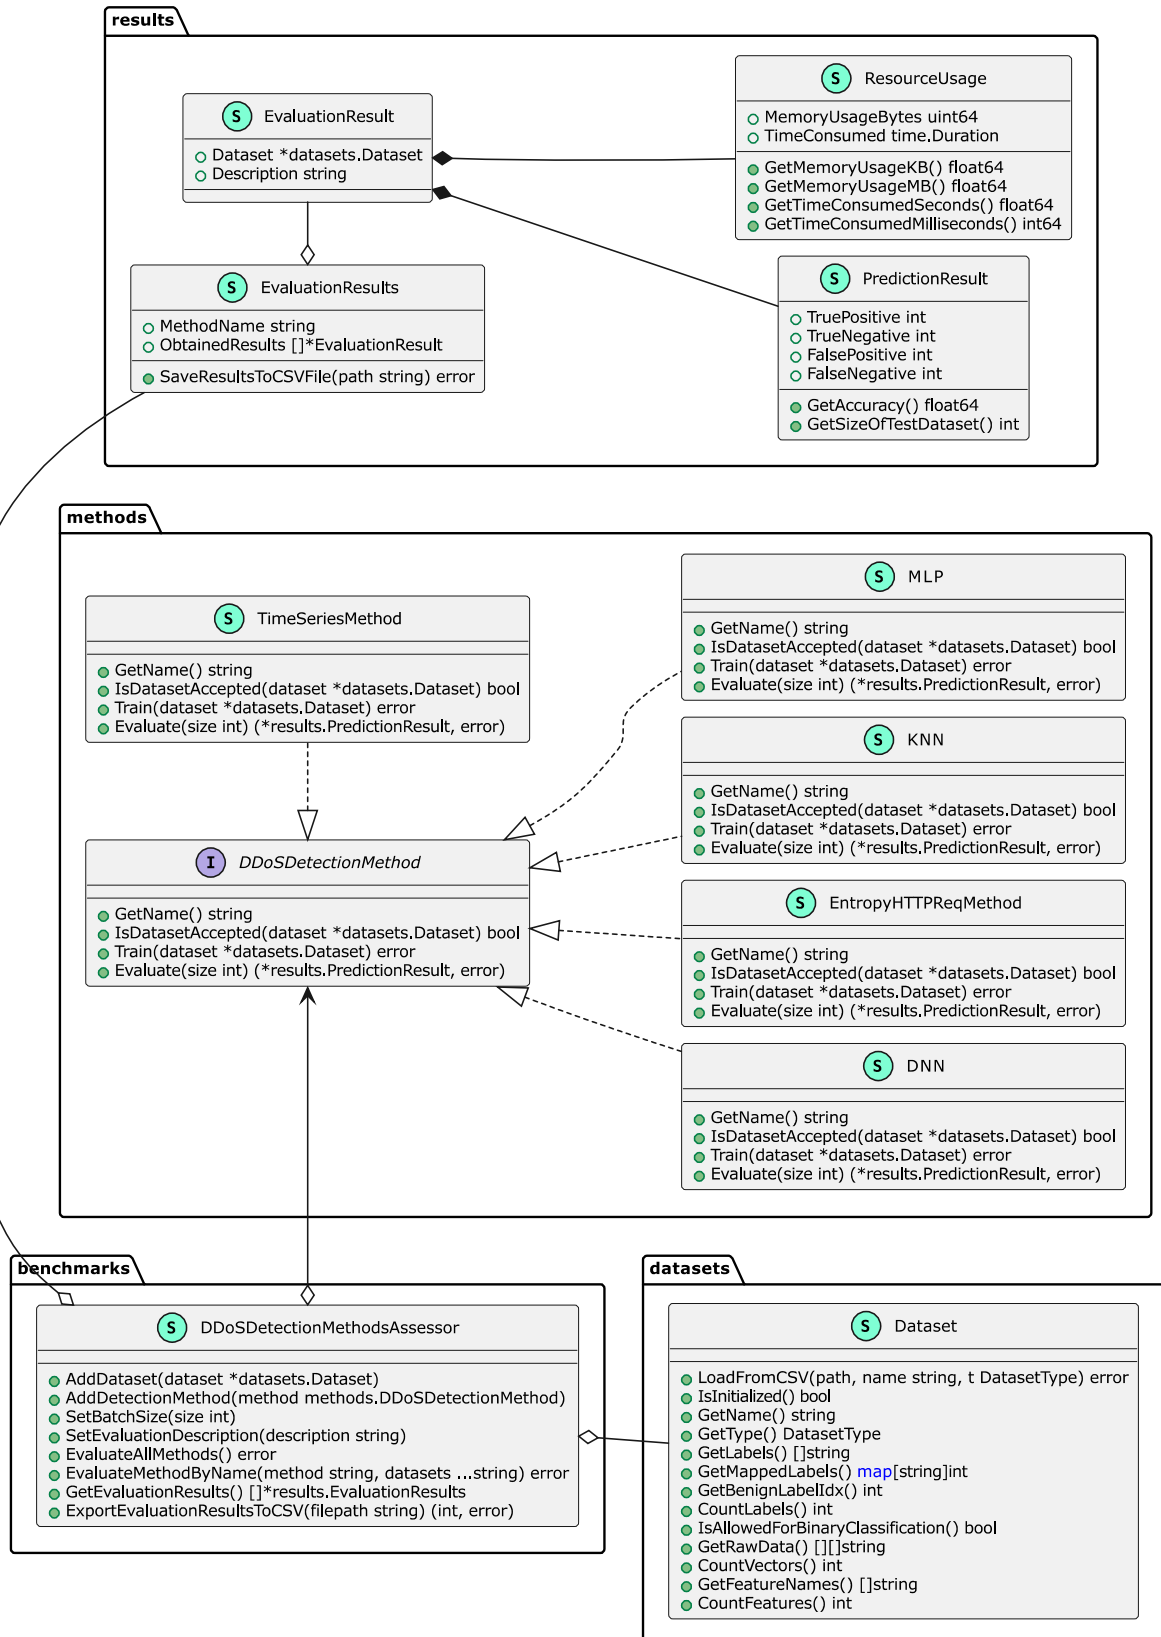 results
S EvaluationResult
Dataset *datasets.Dataset
Description string
S ResourceUsage
MemoryUsageBytes uint64
TimeConsumed time.Duration
GetMemoryUsageKB() float64
GetMemoryUsageMB() float64
GetTimeConsumedSeconds() float64
GetTimeConsumedMilliseconds() int64
S EvaluationResults
MethodName string
ObtainedResults []*EvaluationResult
SaveResultsToCSVFile(path string) error
S PredictionResult
TruePositive int
TrueNegative int
FalsePositive int
FalseNegative int
GetAccuracy() float64
GetSizeOfTestDataset() int
methods
S TimeSeriesMethod
GetName() string
IsDatasetAccepted(dataset *datasets.Dataset) bool
Train(dataset *datasets.Dataset) error
Evaluate(size int) (*results.PredictionResult, error)
S MLP
GetName() string
IsDatasetAccepted(dataset *datasets.Dataset) bool
Train(dataset *datasets.Dataset) error
Evaluate(size int) (*results.PredictionResult, error)
S KNN
GetName() string
IsDatasetAccepted(dataset *datasets.Dataset) bool
Train(dataset *datasets.Dataset) error
Evaluate(size int) (*results.PredictionResult, error)
I DDoSDetectionMethod
GetName() string
IsDatasetAccepted(dataset *datasets.Dataset) bool
Train(dataset *datasets.Dataset) error
Evaluate(size int) (*results.PredictionResult, error)
S EntropyHTTPReqMethod
GetName() string
IsDatasetAccepted(dataset *datasets.Dataset) bool
Train(dataset *datasets.Dataset) error
Evaluate(size int) (*results.PredictionResult, error)
S DNN
GetName() string
IsDatasetAccepted(dataset *datasets.Dataset) bool
Train(dataset *datasets.Dataset) error
Evaluate(size int) (*results.PredictionResult, error)
benchmarks
S DDoSDetectionMethodsAssessor
AddDataset(dataset *datasets.Dataset)
AddDetectionMethod(method methods.DDoSDetectionMethod)
SetBatchSize(size int)
SetEvaluationDescription(description string)
EvaluateAllMethods() error
EvaluateMethodByName(method string, datasets ...string) error
GetEvaluationResults() []*results.EvaluationResults
ExportEvaluationResultsToCSV(filepath string) (int, error)
datasets
S Dataset
LoadFromCSV(path, name string, t DatasetType) error
IsInitialized() bool
GetName() string
GetType() DatasetType
GetLabels() []string
GetMappedLabels() map[string]int
GetBenignLabelIdx() int
CountLabels() int
IsAllowedForBinaryClassification() bool
GetRawData() [][]string
CountVectors() int
GetFeatureNames() []string
CountFeatures() int